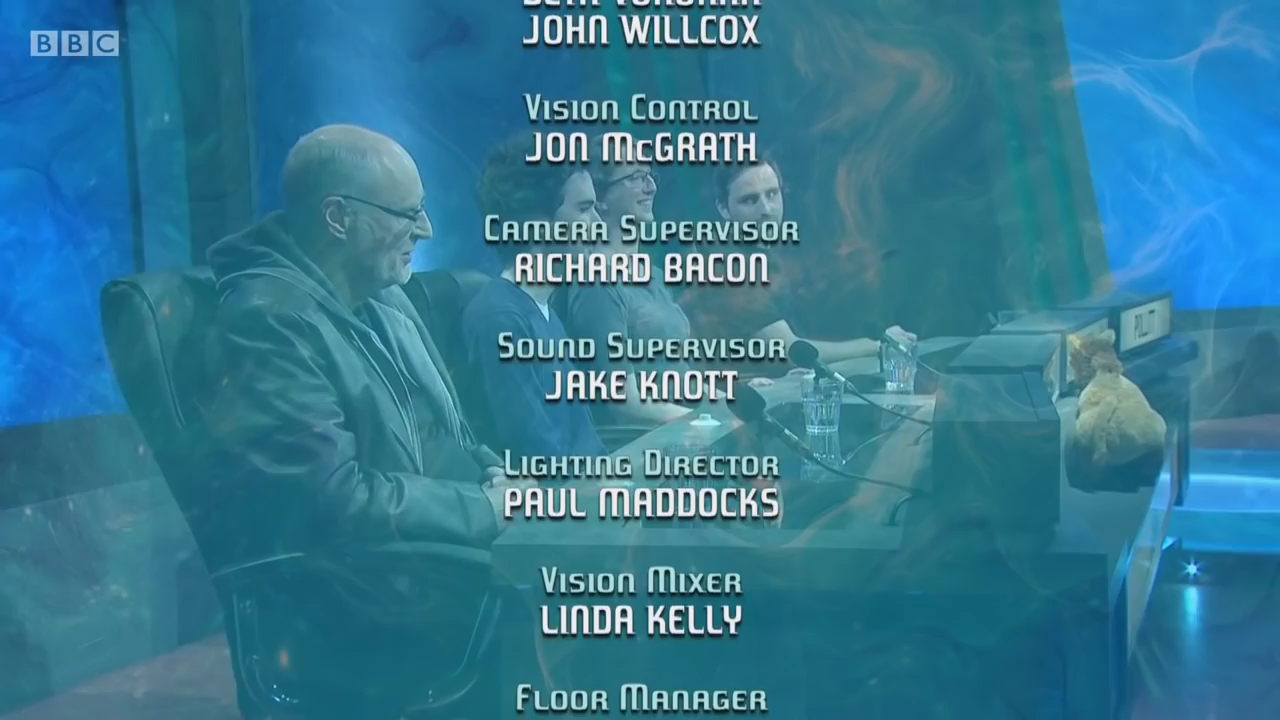 BBC
JOHN WILLCOX
Vision Control
JON McGRATH
Camera Supervisor
RICHARD BACON
Sound Supervisor
JAKE KNOTT
Lighting Director
PAUL MADDOCKS
Vision Mixer
LINDA KELLY
Floor Manager